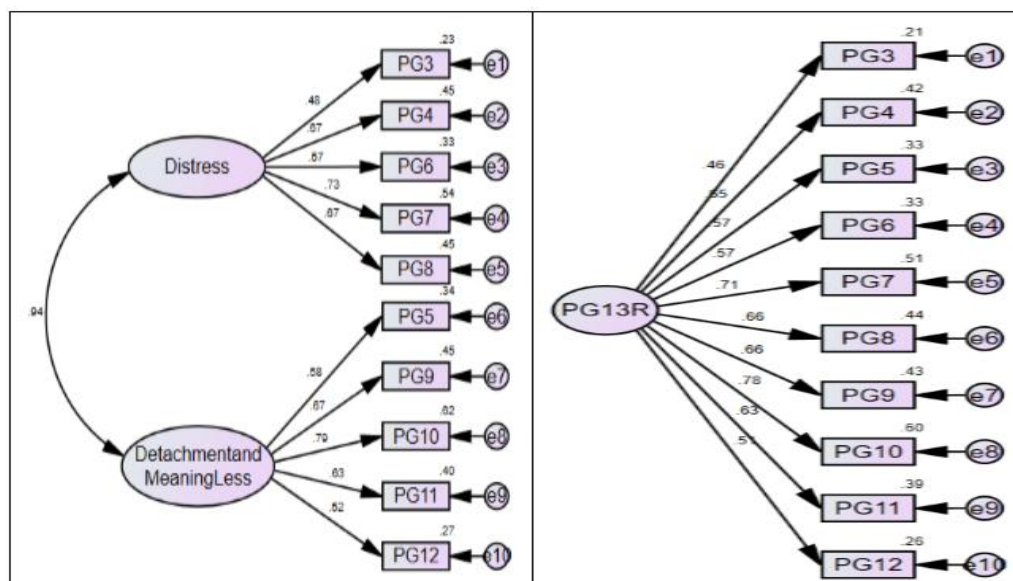 .23
PG3 e1
.48
.45
PG4 e2
.67
.33
Distress PG6 e3
.57
.54
PG7 e4
.73
.45
PG8 e5
.67
.34
PG5 e6
.94
.58
.45
PG9 e7
.67
.62
PG10 e8
.79
Detachmentand
MeaningLess
.40
PG11 e9
.63
.27
PG12 e10
.52
.21
PG3 e1
.46
.42
PG4 e2
.65
.33
PG5 e3
.57
.33
PG6 e4
.57
.51
PG7 e5
.71
PG13R
.44
PG8 e6
.66
.43
PG9 e7
.66
.60
PG10 e8
.78
.39
PG11 e9
.63
.26
PG12 e10
.51